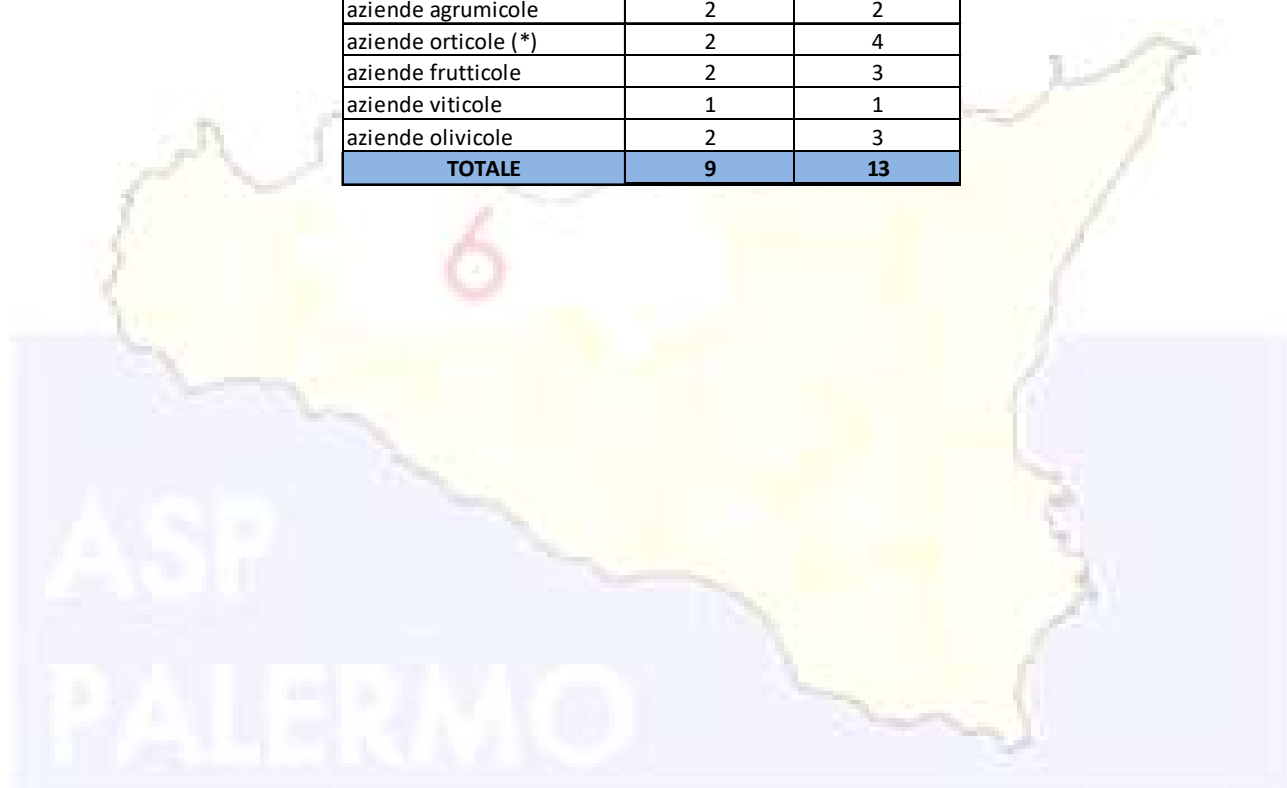 aziende agrumicole 2 2
aziende orticole (*) 2 4
aziende frutticole 2 3
aziende viticole 1 1
aziende olivicole 2 3
TOTALE 9 13
6
ASP
PALERMO